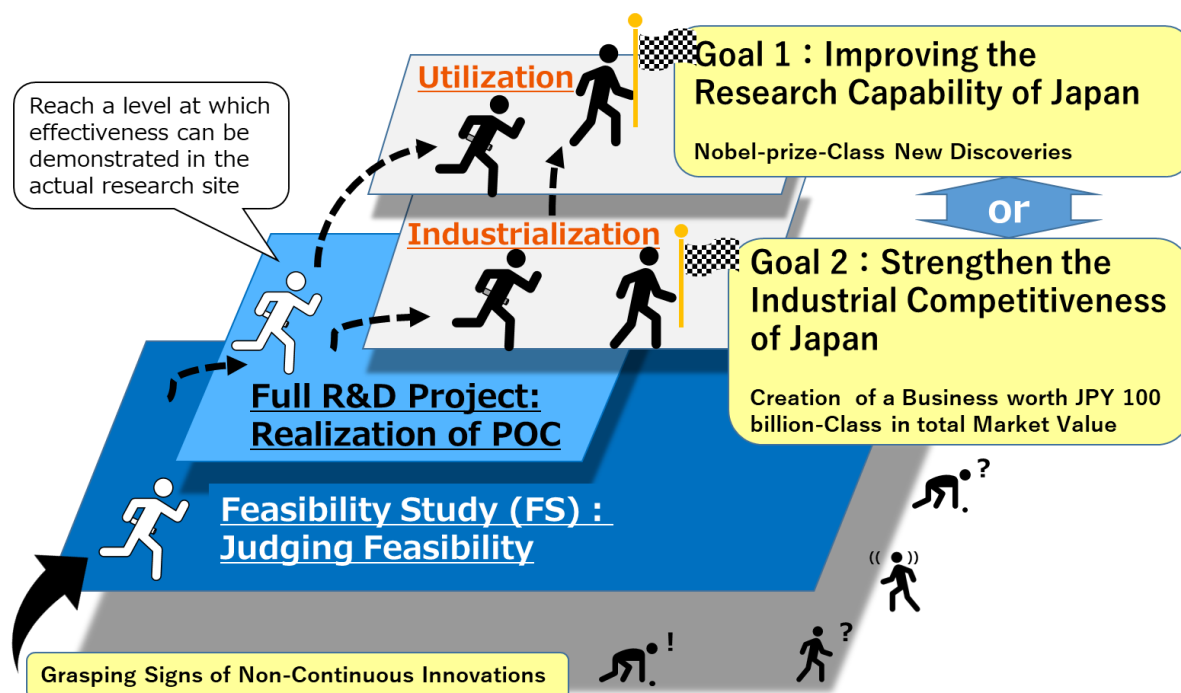 Utilization
Goal 1：Improving the
Research Capability of Japan
Nobel-prize-Class New Discoveries
Reach a level at which
effectiveness can be
demonstrated in the
actual research site
or
Industrialization
Goal 2：Strengthen the
Industrial Competitiveness
of Japan
Creation of a Business worth JPY 100
billion-Class in total Market Value
Full R&D Project:
Realization of POC
?
Feasibility Study (FS) :
Judging Feasibility
(( ))
!
?
Grasping Signs of Non-Continuous Innovations